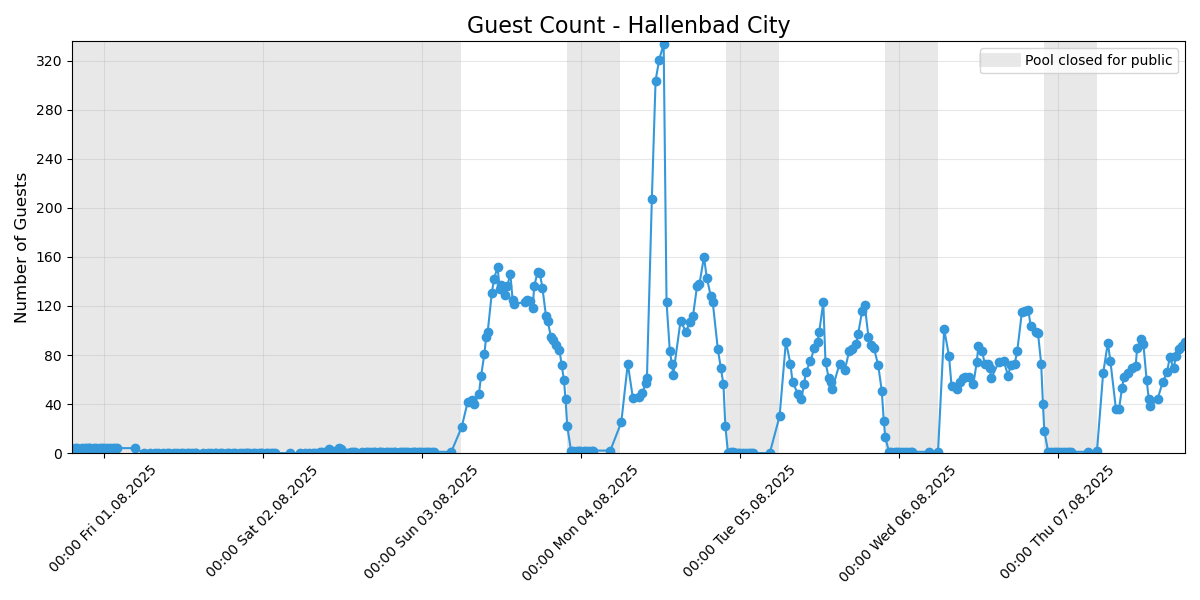 Guest Count - Hallenbad City
Pool closed for public
Number of Guests
320
280
240
200
160
120
80
40
0
00:00 Fri 01.08.2025
00:00 Sat 02.08.2025
00:00 Sun 03.08.2025
00:00 Mon 04.08.2025
00:00 Tue 05.08.2025
00:00 Wed 06.08.2025
00:00 Thu 07.08.2025